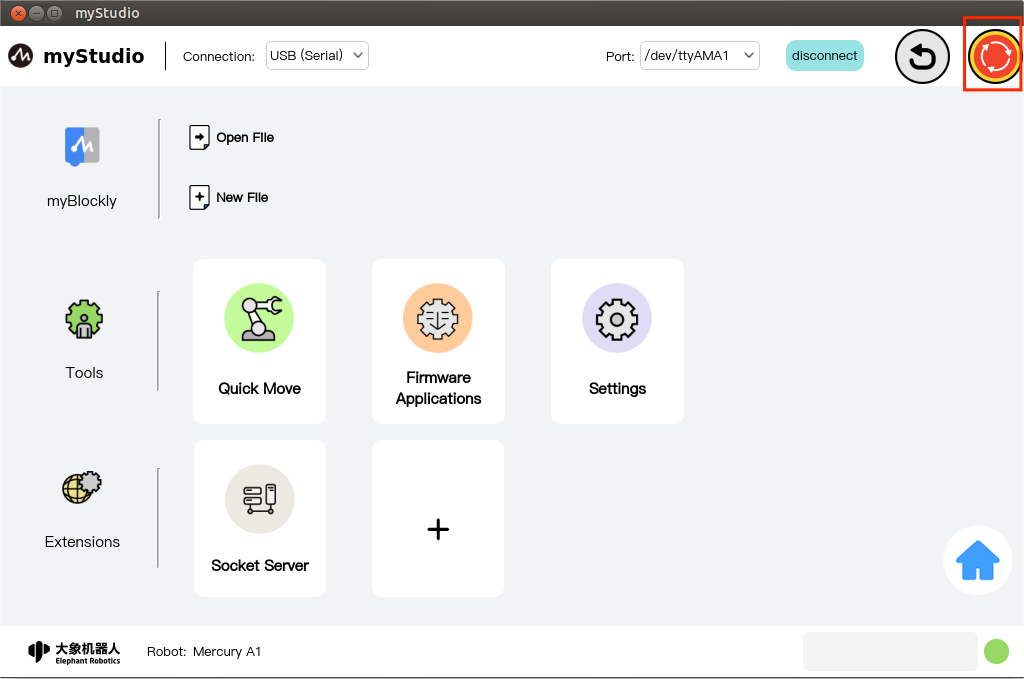 myStudio
myStudio
Connection:
USB (Serial)
Port:
/dev/ttyAMA1
disconnect
myBlockly
Open File
New File
Tools
Quick Move
Firmware
Applications
Settings
Extensions
Socket Server
大象机器人
Elephant Robotics
Robot: Mercury A1